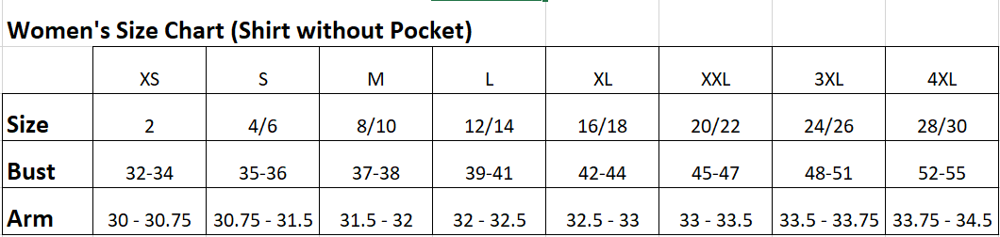 Women's Size Chart (Shirt without Pocket)
XS S M L XL XXL 3XL 4XL
Size 2 4/6 8/10 12/14 16/18 20/22 24/26 28/30
Bust 32-34 35-36 37-38 39-41 42-44 45-47 48-51 52-55
Arm 30 - 30.75 30.75 - 31.5 31.5 - 32 32 - 32.5 32.5 - 33 33 - 33.5 33.5 - 33.75 33.75 - 34.5